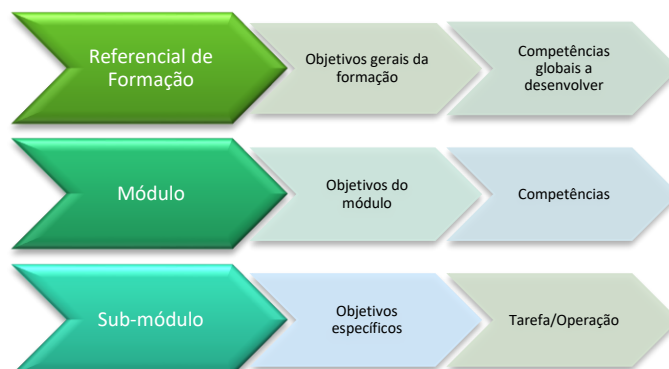 Referencial de
Formação
Objetivos gerais da
formação
Competências
globais a
desenvolver
Módulo
Objetivos do
módulo
Competências
Sub-módulo
Objetivos
específicos
Tarefa/Operação